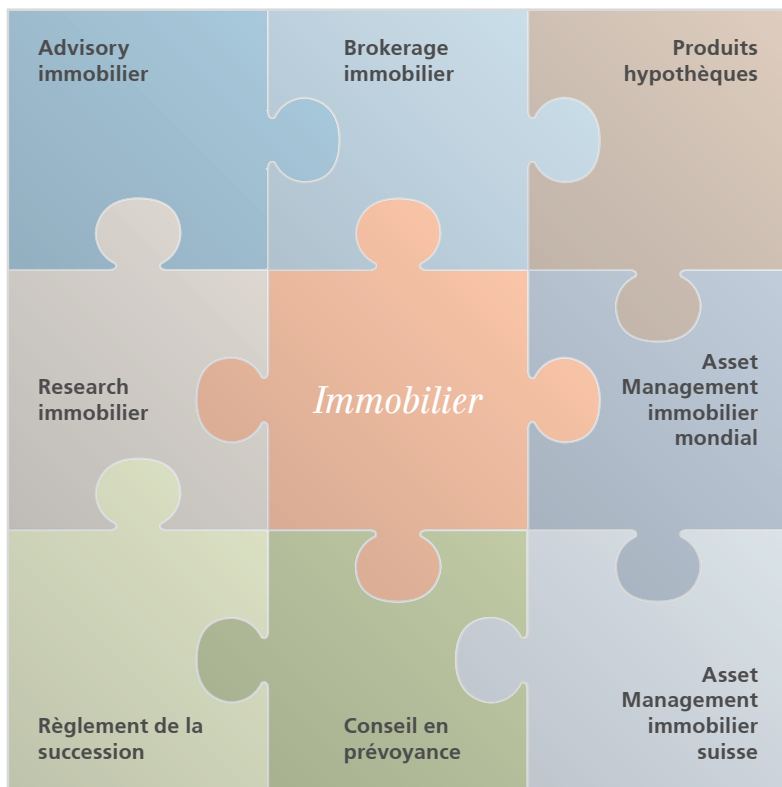 Advisory
immobilier
Brokerage
immobilier
Produits
hypothèques
Research
immobilier
Immobilier
Asset
Management
immobilier
mondial
Règlement de la
succession
Conseil en
prévoyance
Asset
Management
immobilier
suisse